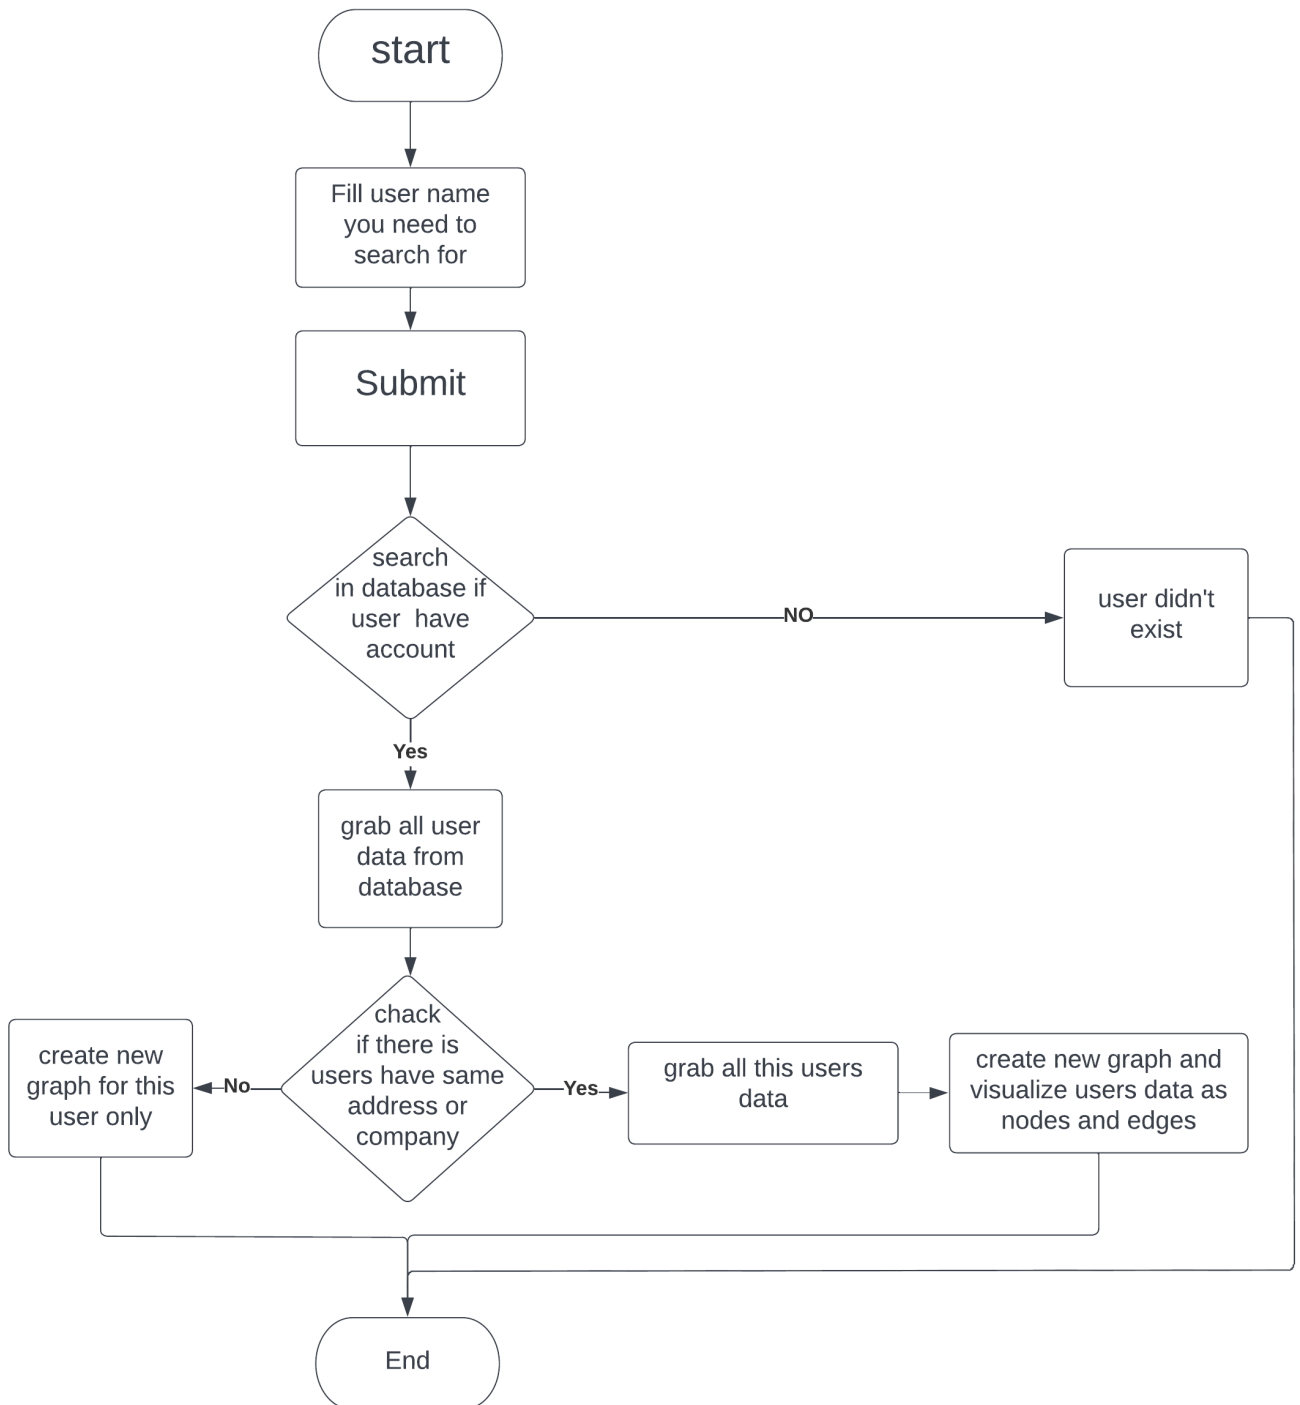 start
Fill user name
you need to
search for
Submit
search
in database if
user  have
account
NO
user didn't
exist
Yes
grab all user
data from
database
chack
if there is
users have same
address or
company
No
create new
graph for this
user only
Yes
grab all this users
data
create new graph and
visualize users data as
nodes and edges
End